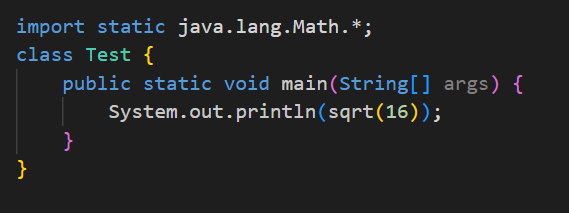 import static java.lang.Math.*;
class Test {
    public static void main(String[] args) {
        System.out.println(sqrt(16));
    }
}